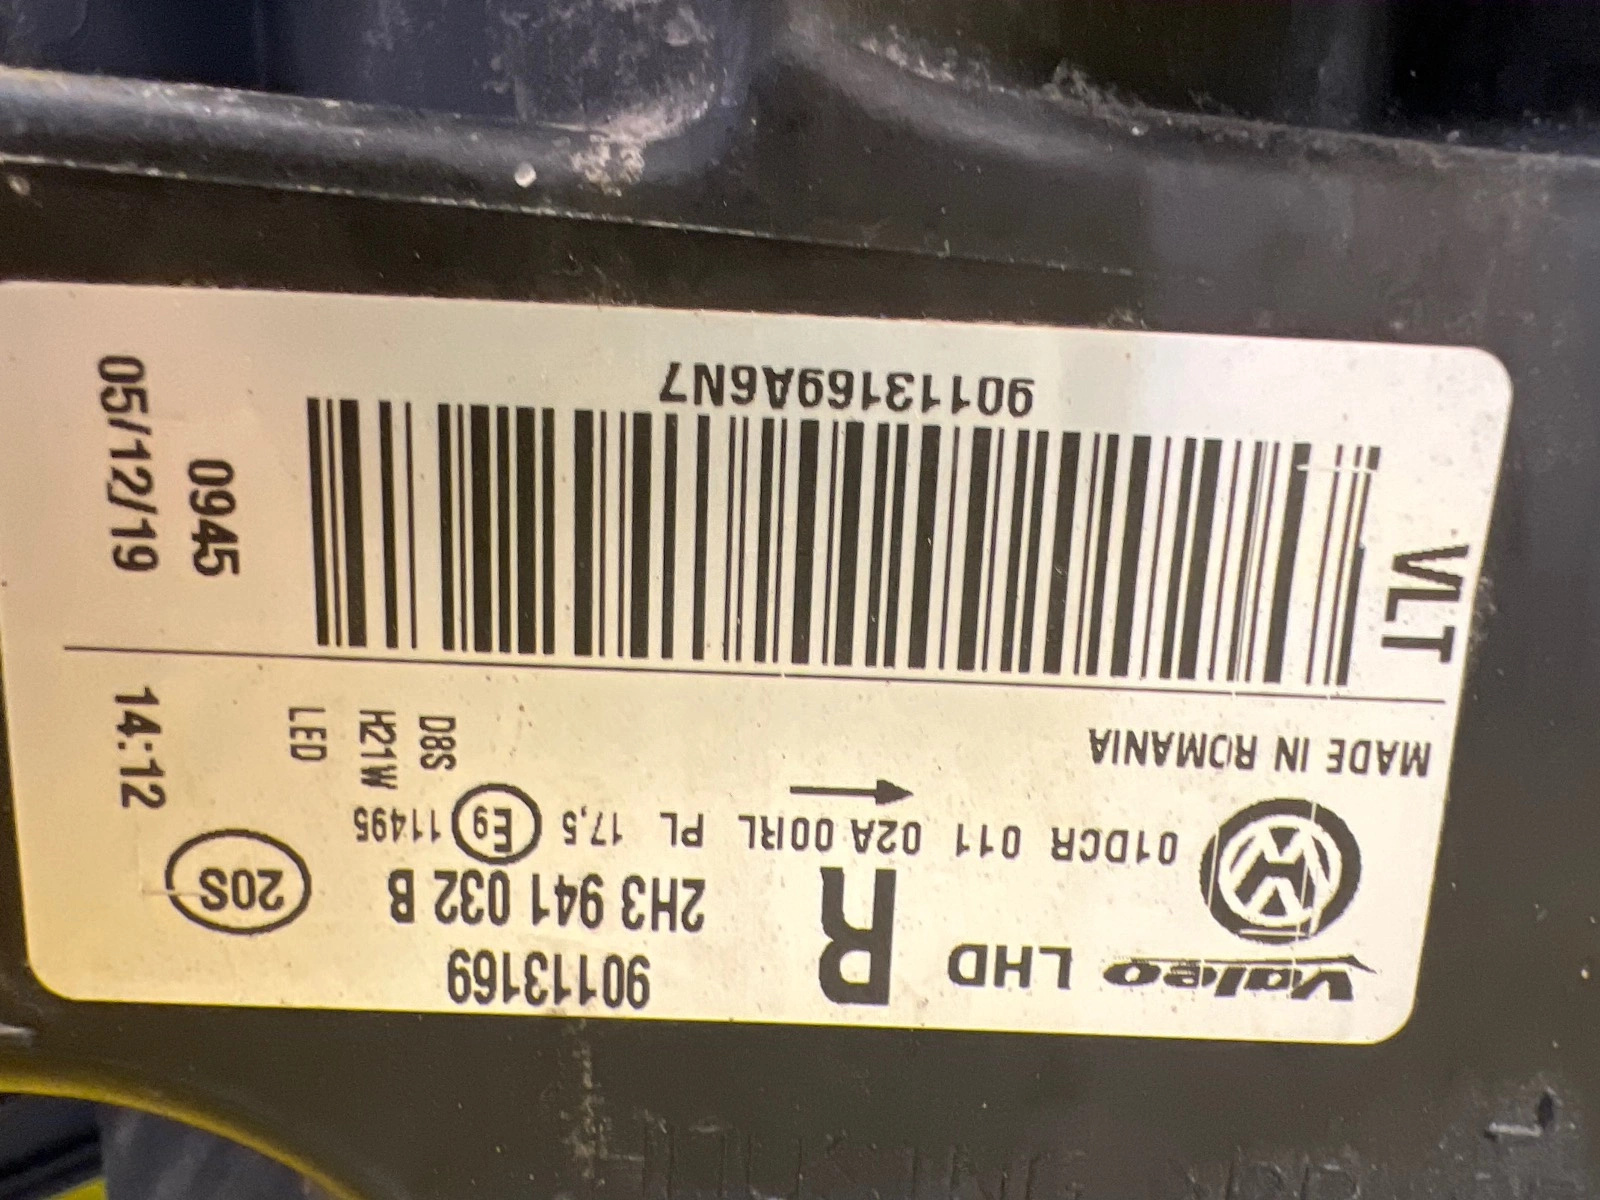 Valeo LHD R 90113169
2H3 941 032 B
20S
01DCR 011 02A 00IRL PL 17,5 E9 11495
MADE IN ROMANIA
D8S
H21W
LED
14:12
VLT
90113169A6N7
0945
05/12/19